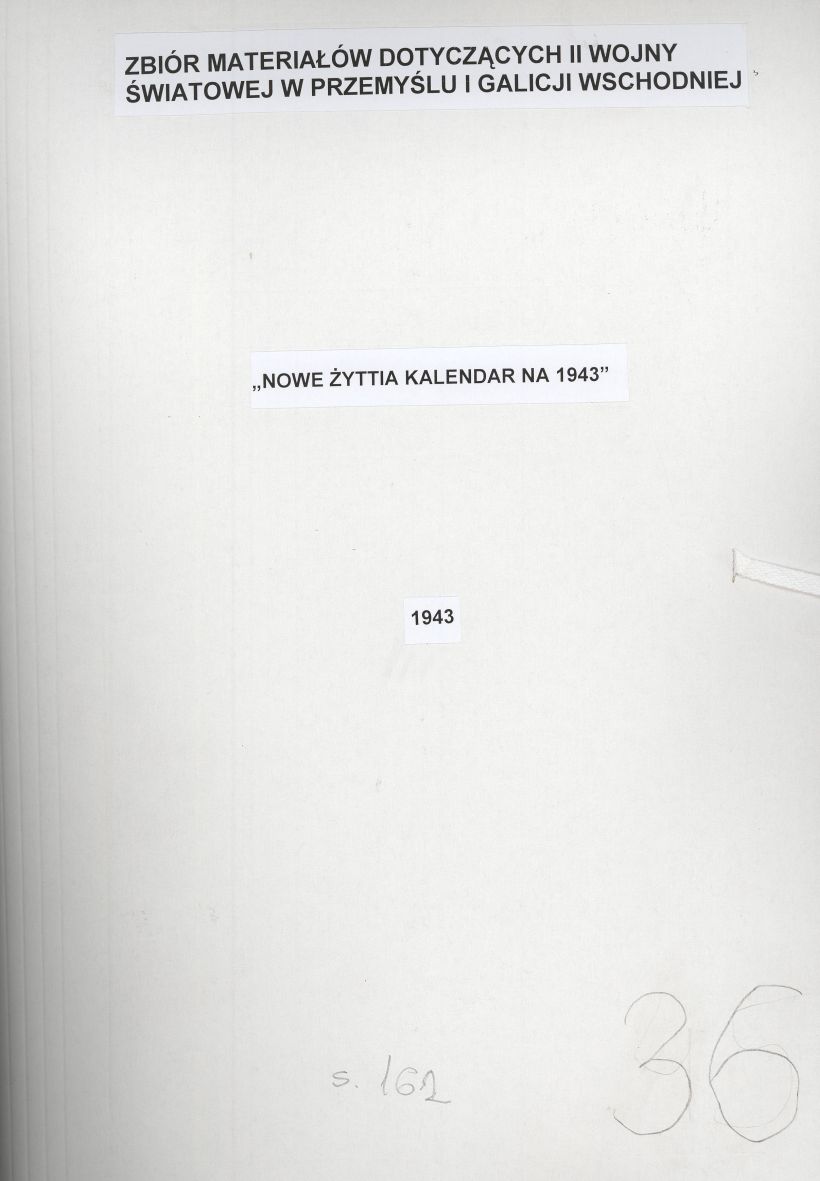 ZBIÓR MATERIAŁÓW DOTYCZĄCYCH II WOJNY
ŚWIATOWEJ W PRZEMYŚLU I GALICJI WSCHODNIEJ
„NOWE ŻYTTIA KALENDAR NA 1943”
1943
s. 162
36